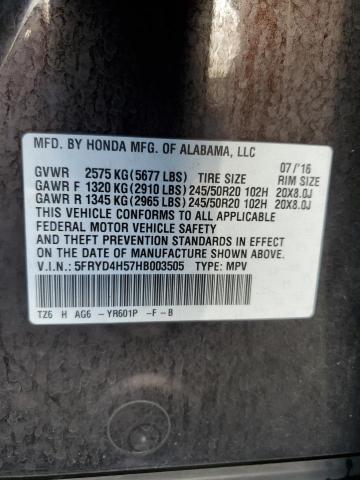 MFD. BY HONDA MFG. OF ALABAMA, LLC
07/'16
GVWR 2575 KG(5677 LBS) TIRE SIZE RIM SIZE
GAWR F 1320 KG(2910 LBS)245/50R20 102H 20X8.0J
GAWR R 1345 KG(2965 LBS)245/50R20 102H 20X8.0J
THIS VEHICLE CONFORMS TO ALL APPLICABLE
FEDERAL MOTOR VEHICLE SAFETY
AND THEFT PREVENTION STANDARDS IN EFFECT
ON THE DATE OF MANUFACTURE SHOWN ABOVE.
V.I.N.: 5FRYD4H57HB003505 TYPE: MPV
TZ6 H AG6 -YR601P -F-B